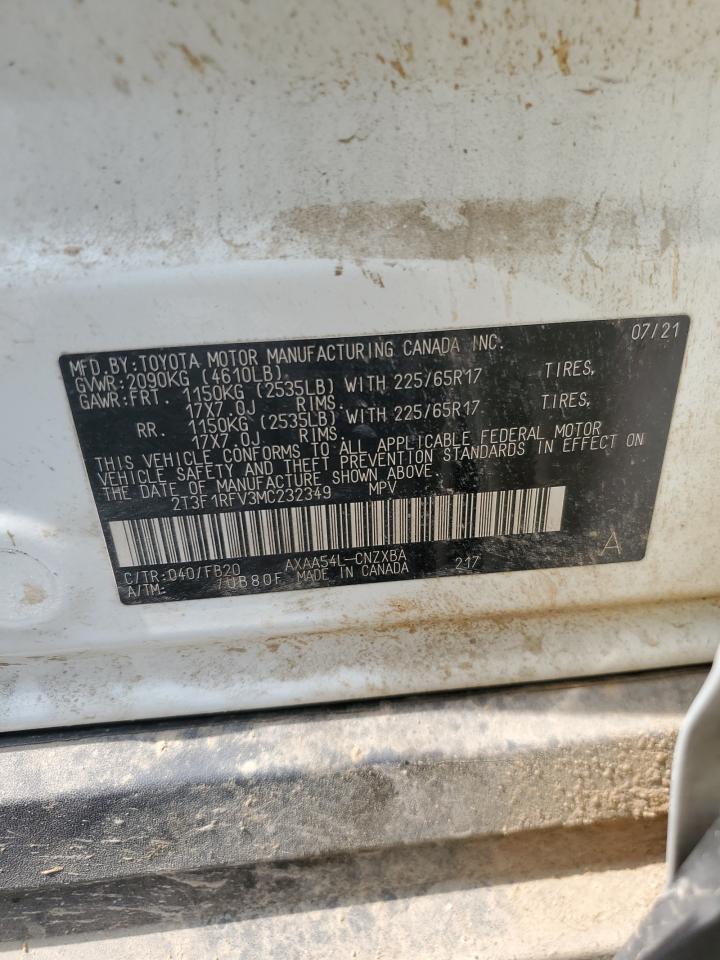 07/21
MFD.BY:TOYOTA MOTOR MANUFACTURING CANADA INC.
GVWR:2090KG (4610LB)
GAWR:FRT. 1150KG (2535LB) WITH 225/65R17 TIRES,
17X7.0J RIMS.
RR. 1150KG (2535LB) WITH 225/65R17 TIRES,
17X7.0J RIMS.
THIS VEHICLE CONFORMS TO ALL APPLICABLE FEDERAL MOTOR
VEHICLE SAFETY AND THEFT PREVENTION STANDARDS IN EFFECT ON
THE DATE OF MANUFACTURE SHOWN ABOVE.
2T3F1RFV3MC232349 MPV
C/TR:040/FB20 AXAA54L-CNZXBA 217 A
A/TM: /UB80F MADE IN CANADA